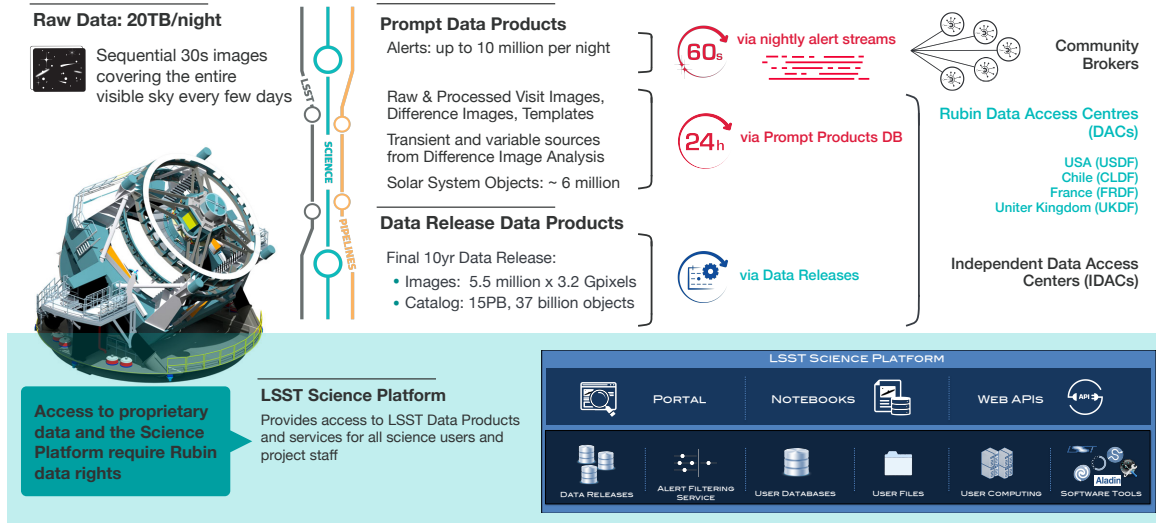 Raw Data: 20TB/night
Sequential 30s images
covering the entire
visible sky every few days
LSST
SCIENCE
PIPELINES
Prompt Data Products
Alerts: up to 10 million per night
60s
via nightly alert streams
Community
Brokers
Raw & Processed Visit Images,
Difference Images, Templates
Transient and variable sources
from Difference Image Analysis
Solar System Objects: ~ 6 million
24h
via Prompt Products DB
Rubin Data Access Centres
(DACs)
USA (USDF)
Chile (CLDF)
France (FRDF)
Uniter Kingdom (UKDF)
Data Release Data Products
Final 10yr Data Release:
• Images: 5.5 million x 3.2 Gpixels
• Catalog: 15PB, 37 billion objects
via Data Releases
Independent Data Access
Centers (IDACs)
Access to proprietary
data and the Science
Platform require Rubin
data rights
LSST Science Platform
Provides access to LSST Data Products
and services for all science users and
project staff
LSST SCIENCE PLATFORM
PORTAL
NOTEBOOKS
WEB APIS
API
DATA RELEASES
ALERT FILTERING
SERVICE
USER DATABASES
USER FILES
USER COMPUTING
LSST
Aladin
SOFTWARE TOOLS